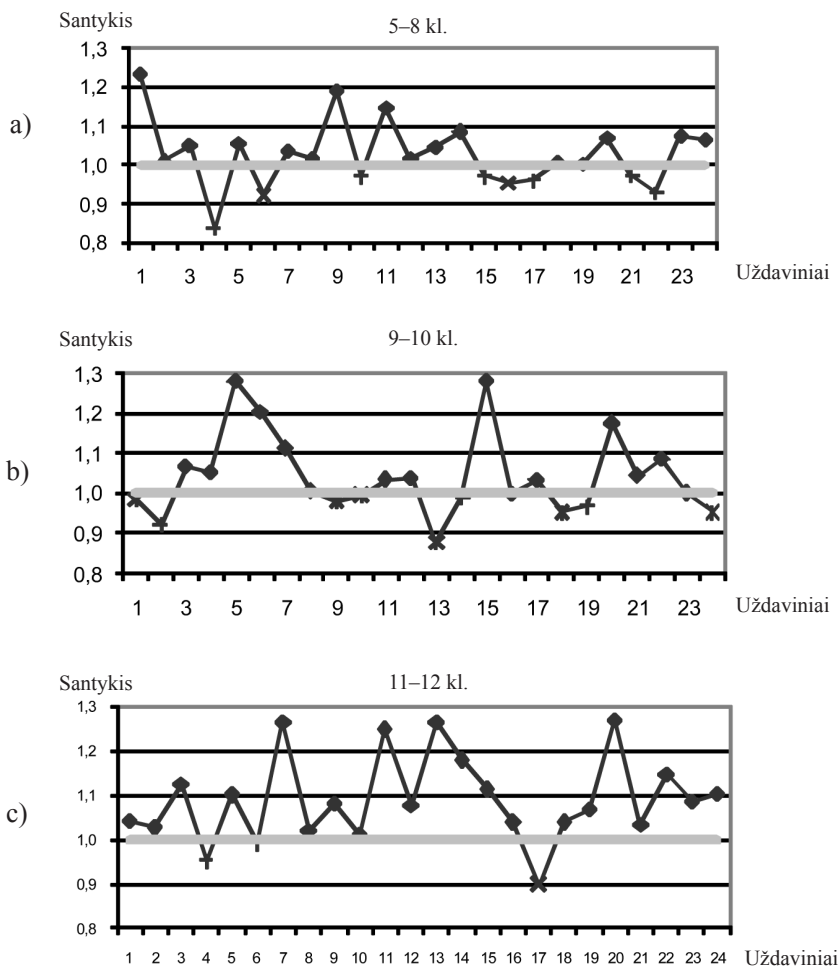 Santykis
5–8 kl.
1,3
1,2
1,1
1,0
0,9
0,8
a)
1 3 5 7 9 11 13 15 17 19 21 23
Uždaviniai
Santykis
9–10 kl.
1,3
1,2
1,1
1,0
0,9
0,8
b)
1 3 5 7 9 11 13 15 17 19 21 23
Uždaviniai
Santykis
11–12 kl.
1,3
1,2
1,1
1,0
0,9
0,8
c)
1 2 3 4 5 6 7 8 9 10 11 12 13 14 15 16 17 18 19 20 21 22 23 24
Uždaviniai